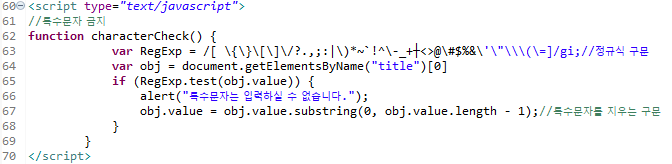 60 <script type="text/javascript">
61 //특수문자 금지
62 function characterCheck() {
63 var RegExp = /[ \{\}\[\]\/?.,;:|\)*~`!^\-_+┼<>@\#$%&\'\"\\\(\=]/gi;//정규식 구문
64 var obj = document.getElementsByName("title")[0]
65 if (RegExp.test(obj.value)) {
66 alert("특수문자는 입력하실 수 없습니다.");
67 obj.value = obj.value.substring(0, obj.value.length - 1);//특수문자를 지우는 구문
68 }
69 }
70 </script>